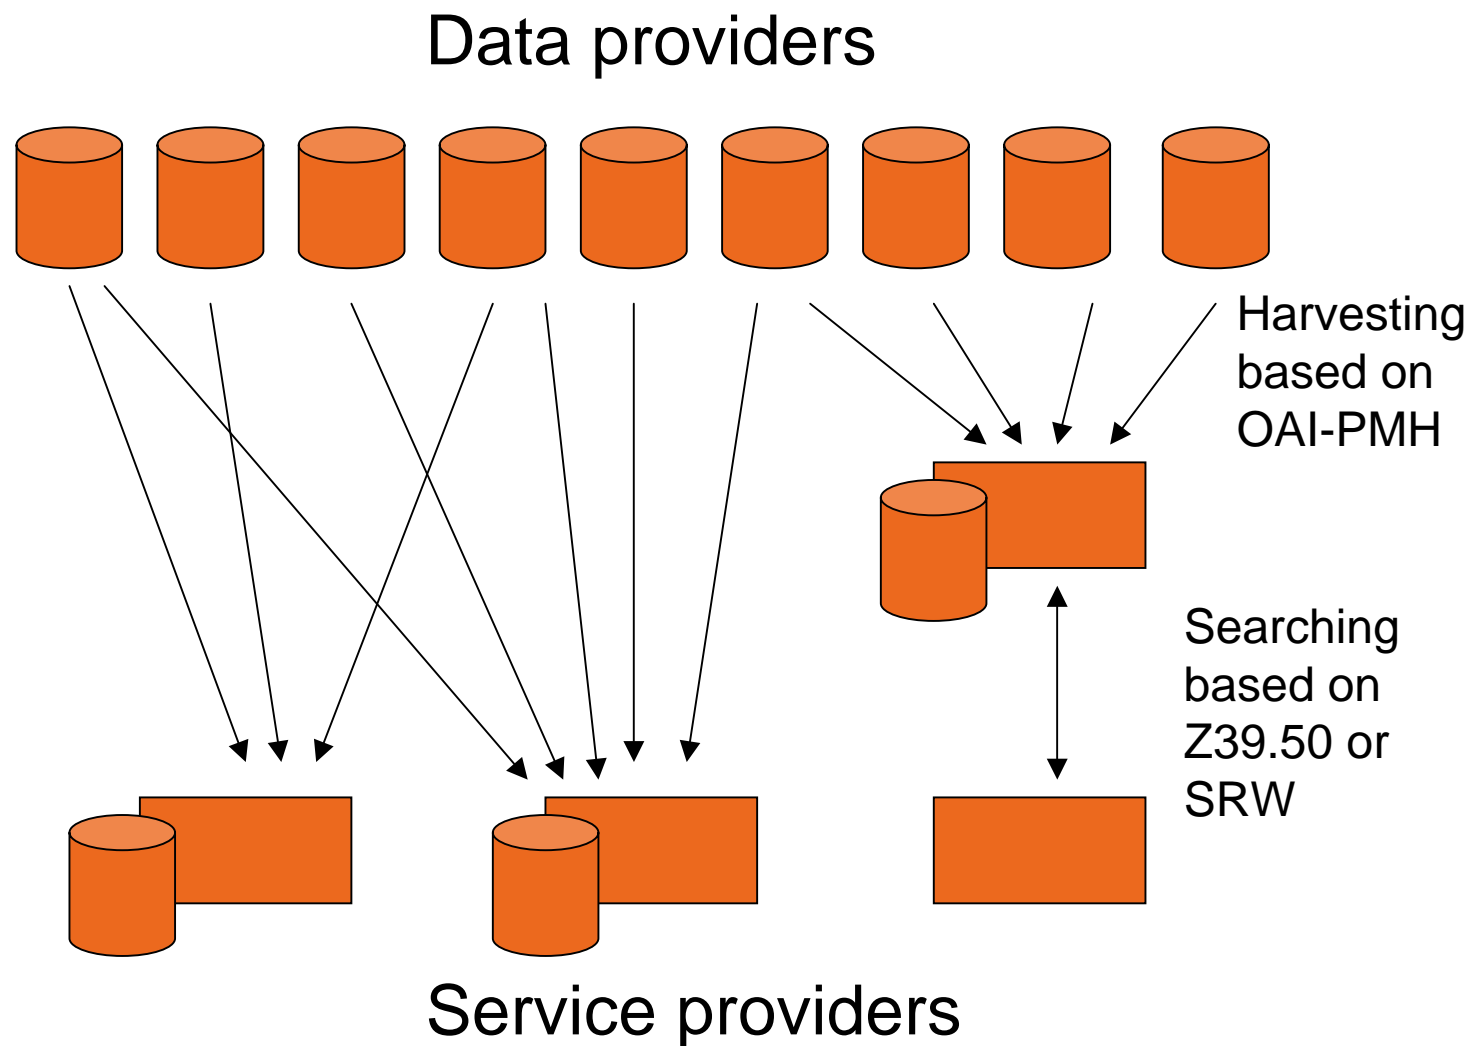 Data providers
Harvesting
based on
OAI-PMH
Searching
based on
Z39.50 or
SRW
Service providers